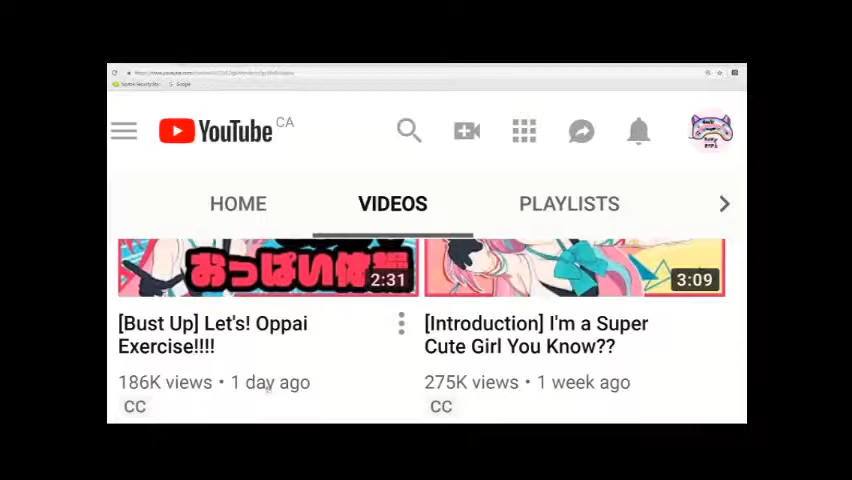 Google
YouTube CA
HOME VIDEOS PLAYLISTS
おっぱい体操
2:31
3:09
[Bust Up] Let's! Oppai
Exercise!!!!
186K views • 1 day ago
CC
[Introduction] I'm a Super
Cute Girl You Know??
275K views • 1 week ago
CC